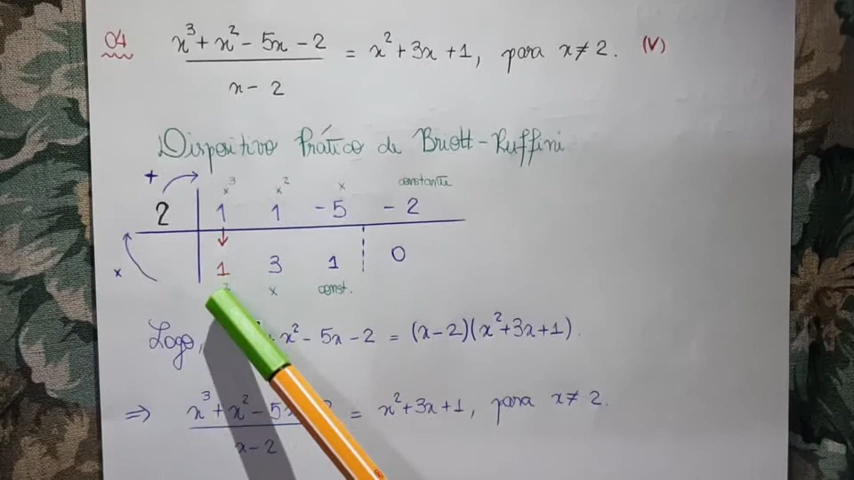 04 x³ + x² - 5x - 2 / x - 2 = x² + 3x + 1, para x ≠ 2. (V)
Dispositivo Prático de Briott-Ruffini
+ x³ x² x constante
2 1 1 -5 -2
x 1 3 1 0
x const.
Logo, x² - 5x - 2 = (x-2)(x² + 3x + 1).
⇒ x³ + x² - 5x 2 / x - 2 = x² + 3x + 1, para x ≠ 2.